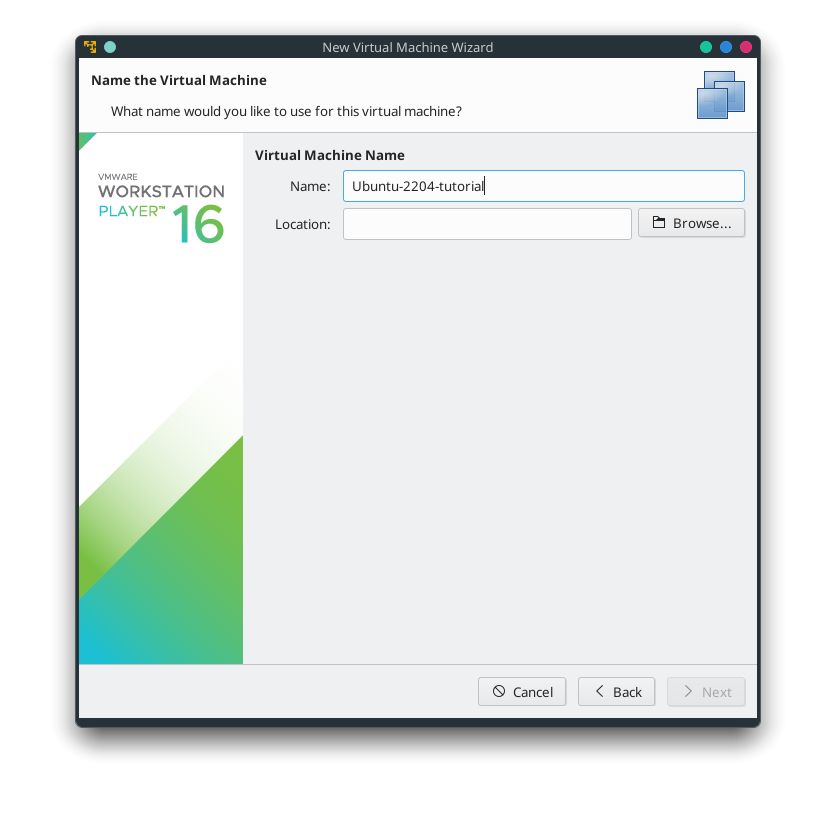 New Virtual Machine Wizard
Name the Virtual Machine
What name would you like to use for this virtual machine?
VMWARE
WORKSTATION
PLAYER™ 16
Virtual Machine Name
Name: Ubuntu-2204-tutorial
Location: Browse...
Cancel Back Next